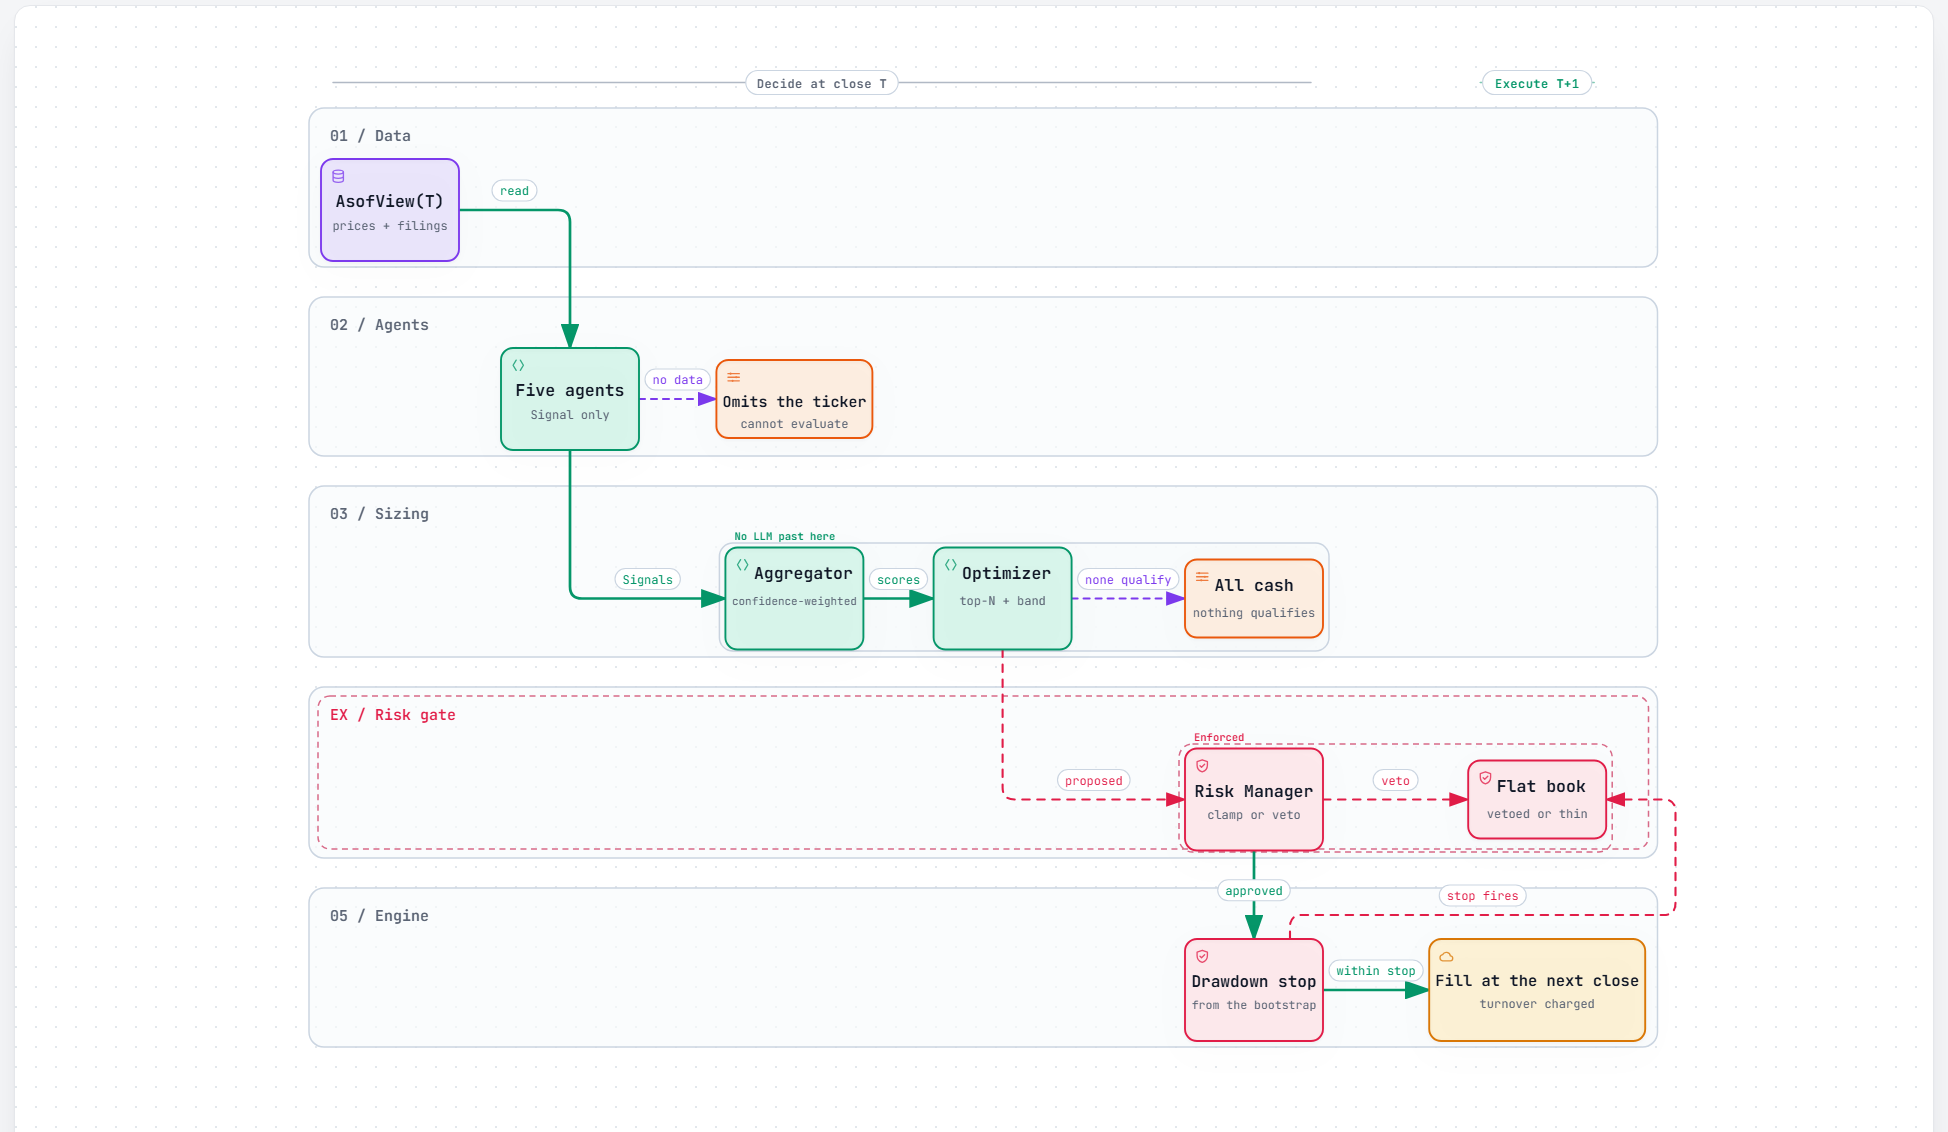 Decide at close T
Execute T+1
01 / Data
AsofView(T)
prices + filings
read
02 / Agents
Five agents
Signal only
no data
Omits the ticker
cannot evaluate
03 / Sizing
No LLM past here
Signals
Aggregator
confidence-weighted
scores
Optimizer
top-N + band
none qualify
All cash
nothing qualifies
EX / Risk gate
Enforced
proposed
Risk Manager
clamp or veto
veto
Flat book
vetoed or thin
approved
stop fires
05 / Engine
Drawdown stop
from the bootstrap
within stop
Fill at the next close
turnover charged